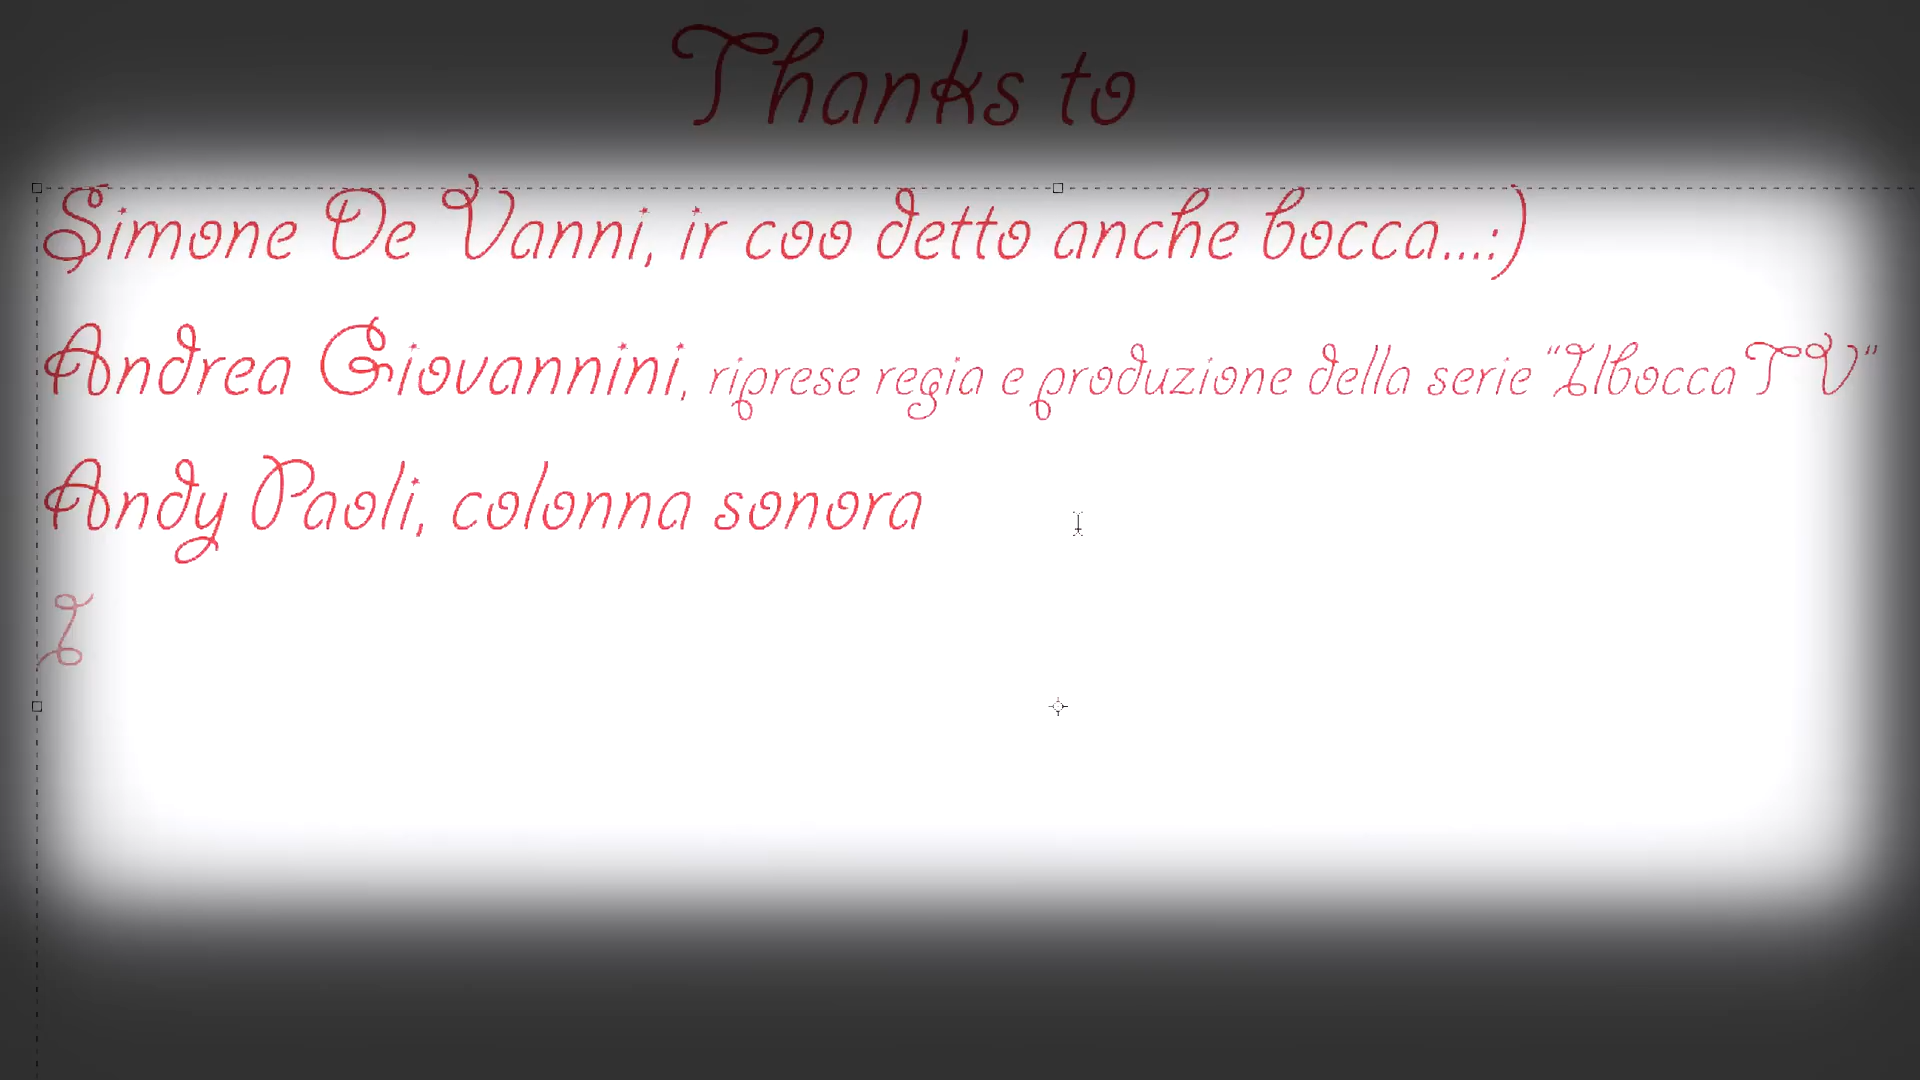 Thanks to
Simone De Vanni, ir coo detto anche bocca...:)
Andrea Giovannini, riprese regia e produzione della serie “IlboccaTV”
Andy Paoli, colonna sonora
I